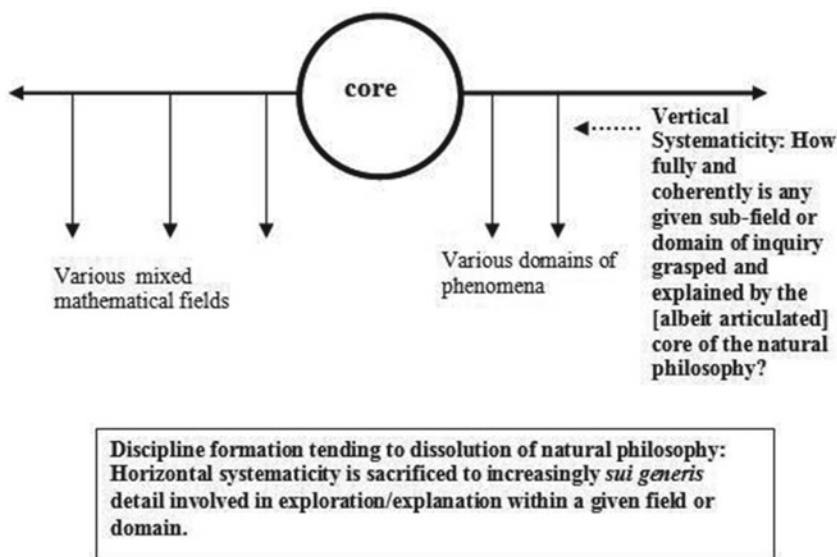 core
Vertical
Systematicity: How
fully and
coherently is any
given sub-field or
domain of inquiry
grasped and
explained by the
[albeit articulated]
core of the natural
philosophy?
Various mixed
mathematical fields
Various domains of
phenomena
Discipline formation tending to dissolution of natural philosophy:
Horizontal systematicity is sacrificed to increasingly sui generis
detail involved in exploration/explanation within a given field or
domain.